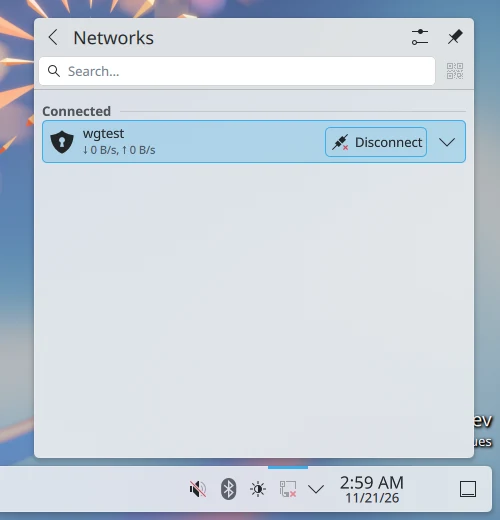 Networks
Search...
Connected
wgtest
Disconnect
↓0 B/s, ↑0 B/s
2:59 AM
11/21/26